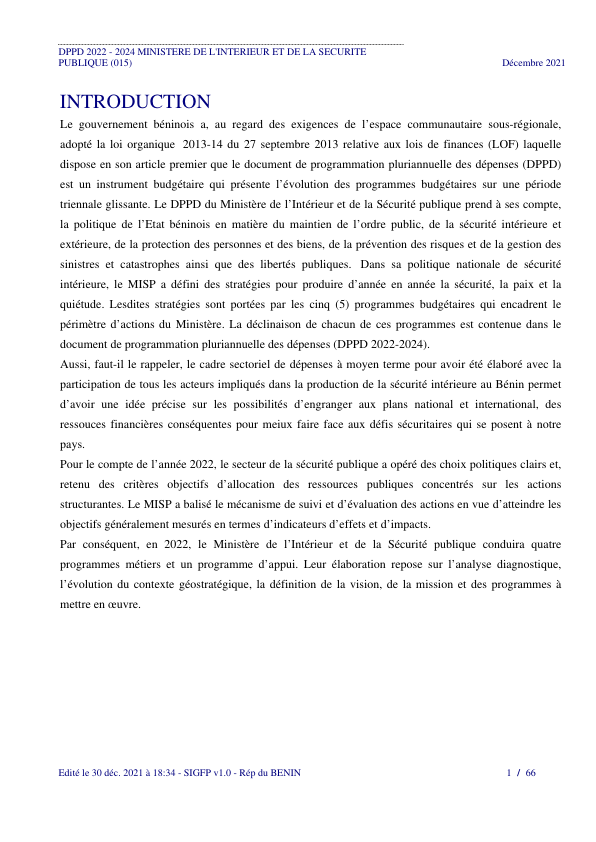 DPPD 2022 - 2024 MINISTERE DE L'INTERIEUR ET DE LA SECURITE
PUBLIQUE (015) Décembre 2021
INTRODUCTION
Le gouvernement béninois a, au regard des exigences de l’espace communautaire sous-régionale,
adopté la loi organique 2013-14 du 27 septembre 2013 relative aux lois de finances (LOF) laquelle
dispose en son article premier que le document de programmation pluriannuelle des dépenses (DPPD)
est un instrument budgétaire qui présente l’évolution des programmes budgétaires sur une période
triennale glissante. Le DPPD du Ministère de l’Intérieur et de la Sécurité publique prend à ses compte,
la politique de l’Etat béninois en matière du maintien de l’ordre public, de la sécurité intérieure et
extérieure, de la protection des personnes et des biens, de la prévention des risques et de la gestion des
sinistres et catastrophes ainsi que des libertés publiques. Dans sa politique nationale de sécurité
intérieure, le MISP a défini des stratégies pour produire d’année en année la sécurité, la paix et la
quiétude. Lesdites stratégies sont portées par les cinq (5) programmes budgétaires qui encadrent le
périmètre d’actions du Ministère. La déclinaison de chacun de ces programmes est contenue dans le
document de programmation pluriannuelle des dépenses (DPPD 2022-2024).
Aussi, faut-il le rappeler, le cadre sectoriel de dépenses à moyen terme pour avoir été élaboré avec la
participation de tous les acteurs impliqués dans la production de la sécurité intérieure au Bénin permet
d’avoir une idée précise sur les possibilités d’engranger aux plans national et international, des
ressouces financières conséquentes pour meiux faire face aux défis sécuritaires qui se posent à notre
pays.
Pour le compte de l’année 2022, le secteur de la sécurité publique a opéré des choix politiques clairs et,
retenu des critères objectifs d’allocation des ressources publiques concentrés sur les actions
structurantes. Le MISP a balisé le mécanisme de suivi et d’évaluation des actions en vue d’atteindre les
objectifs généralement mesurés en termes d’indicateurs d’effets et d’impacts.
Par conséquent, en 2022, le Ministère de l’Intérieur et de la Sécurité publique conduira quatre
programmes métiers et un programme d’appui. Leur élaboration repose sur l’analyse diagnostique,
l’évolution du contexte géostratégique, la définition de la vision, de la mission et des programmes à
mettre en œuvre.
Edité le 30 déc. 2021 à 18:34 - SIGFP v1.0 - Rép du BENIN 1 / 66